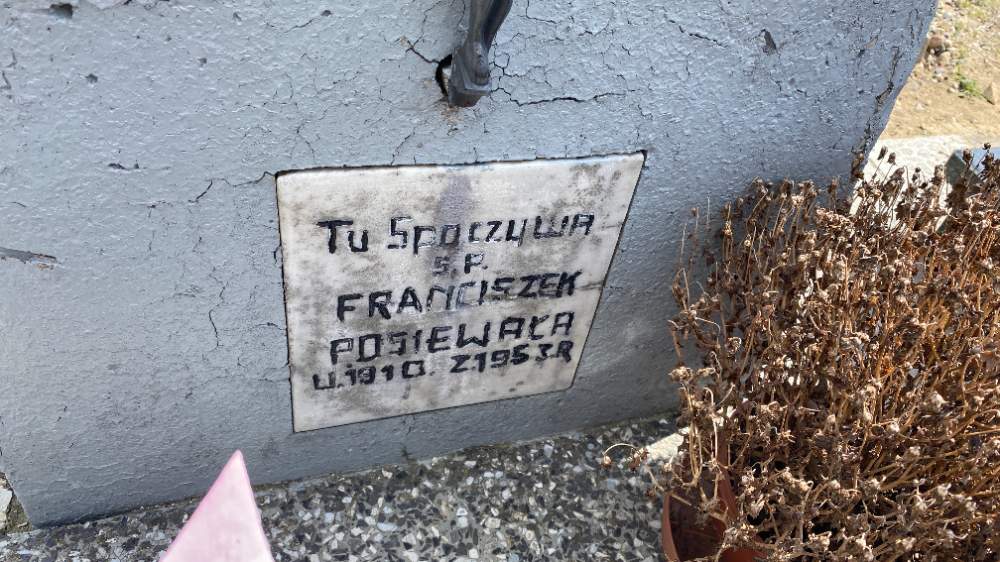 Tu Spoczywa
Ś.P.
FRANCISZEK
POSIEWAŁA
U.1910. Z.1953.R